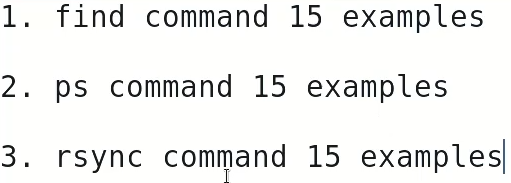 1. find command 15 examples
2. ps command 15 examples
3. rsync command 15 examples